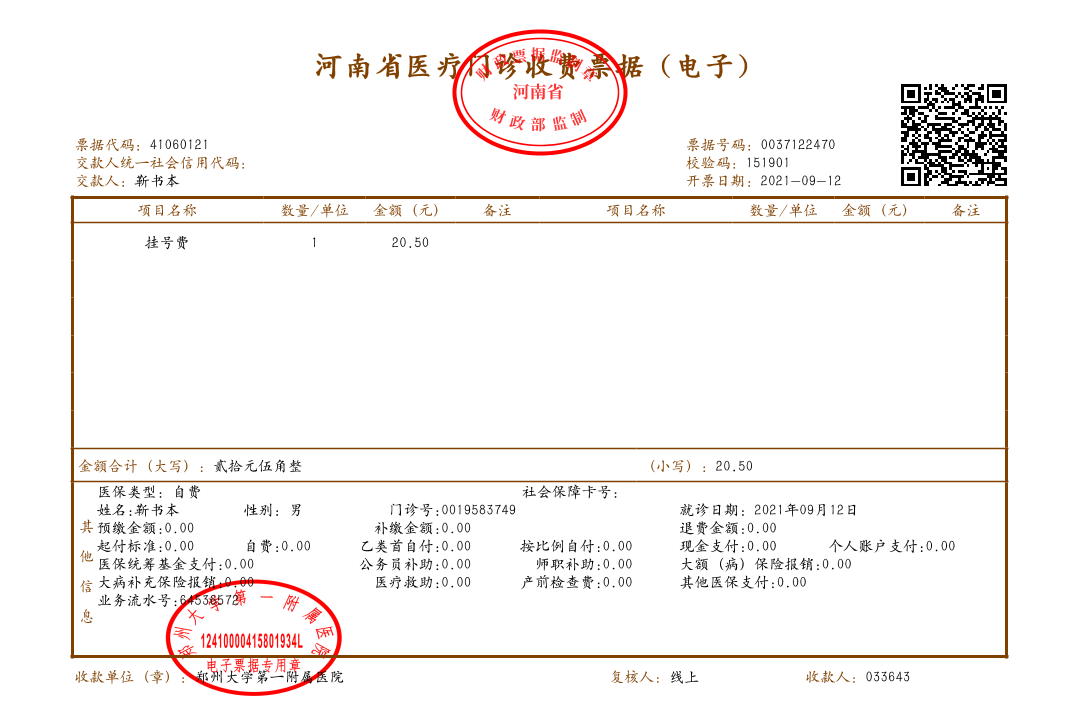 河南省医疗门诊收费票据（电子）
财政票据监制章
河南省
财政部监制
票据代码：41060121 票据号码：0037122470
交款人统一社会信用代码： 校验码：151901
交款人：靳书本 开票日期：2021-09-12
项目名称 数量/单位 金额（元） 备注 项目名称 数量/单位 金额（元） 备注
挂号费 1 20.50
金额合计（大写）：贰拾元伍角整 （小写）：20.50
其他信息
医保类型：自费 社会保障卡号：
姓名:靳书本 性别：男 门诊号:0019583749 就诊日期：2021年09月12日
预缴金额:0.00 补缴金额:0.00 退费金额:0.00
起付标准:0.00 自费:0.00 乙类首自付:0.00 按比例自付:0.00 现金支付:0.00 个人账户支付:0.00
医保统筹基金支付:0.00 公务员补助:0.00 师职补助:0.00 大额（病）保险报销:0.00
大病补充保险报销:0.00 医疗救助:0.00 产前检查费:0.00 其他医保支付:0.00
业务流水号:64538572
郑州大学第一附属医院
12410000415801934L
电子票据专用章
收款单位（章）：郑州大学第一附属医院 复核人：线上 收款人：033643